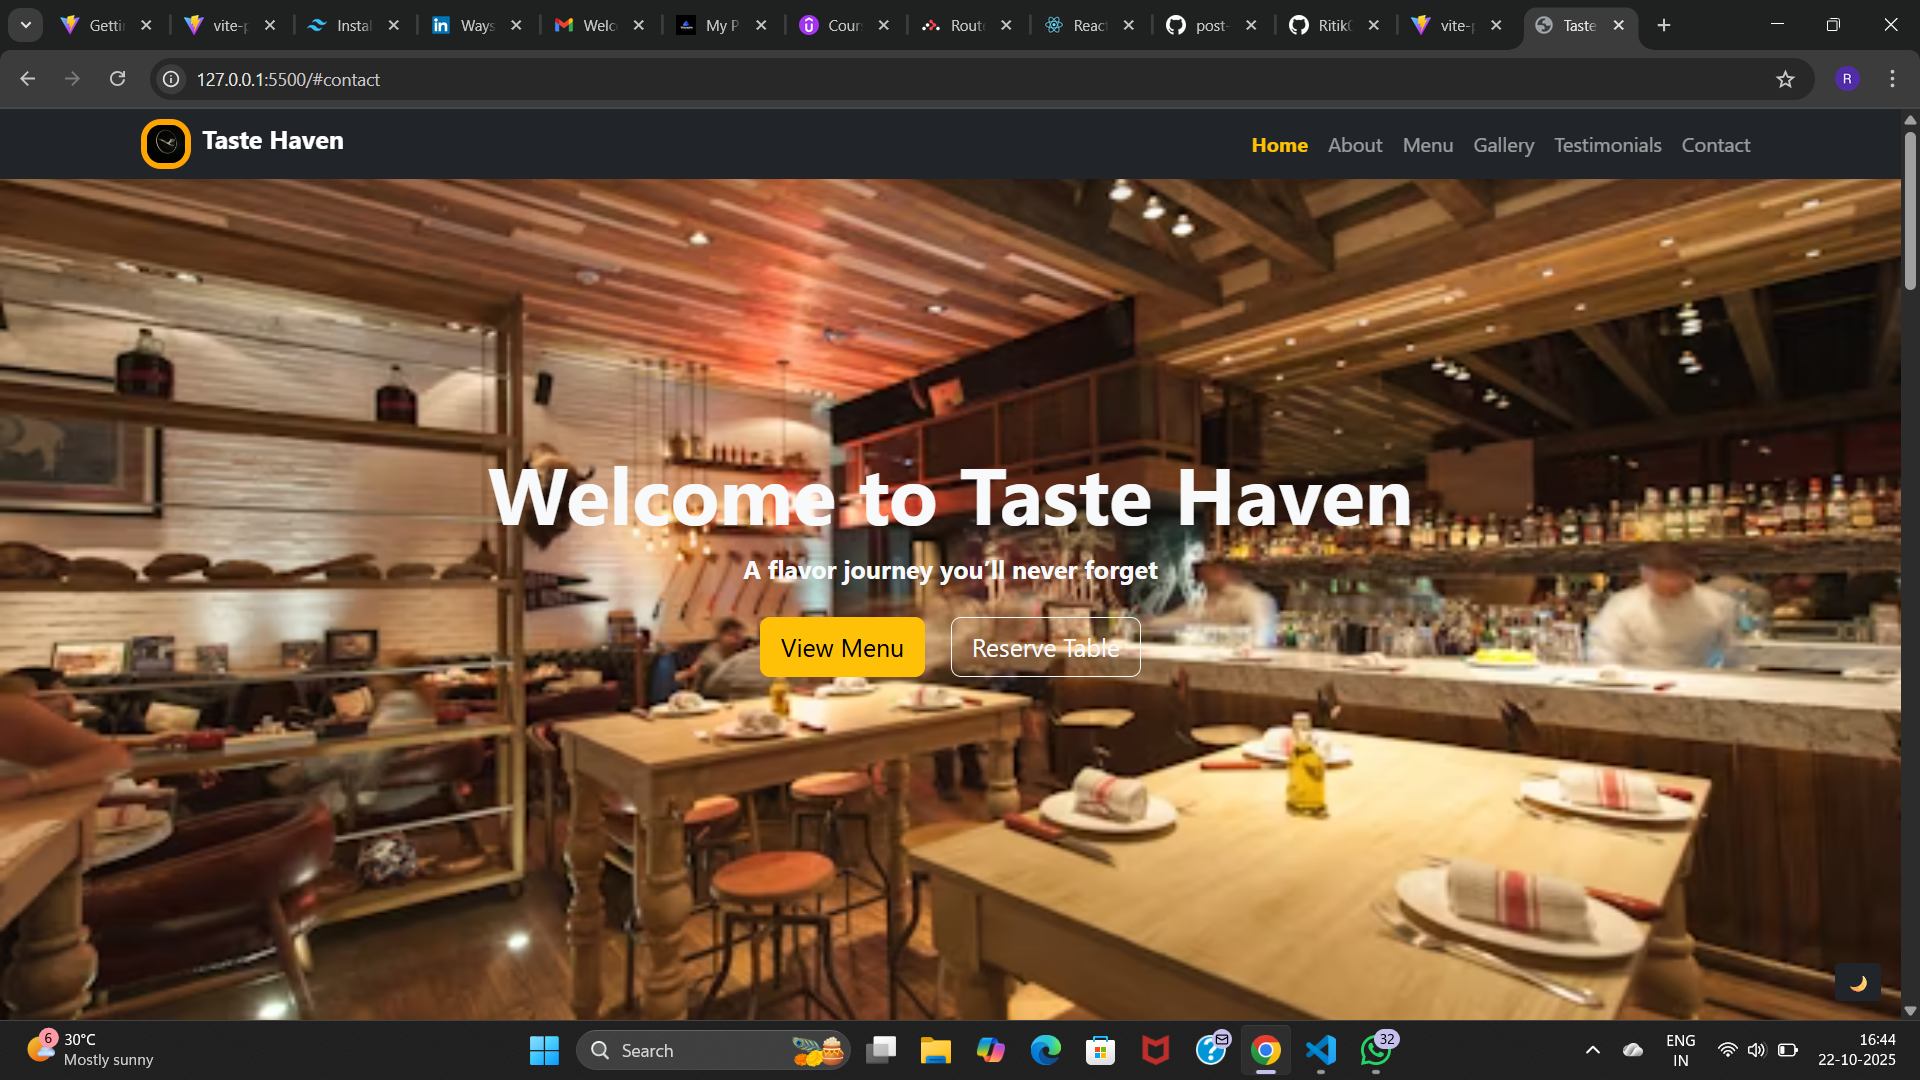 Getti
vite-p
Instal
Ways
Welc
My P
Cour
Route
React
post-
Ritik
vite-p
Taste
127.0.0.1:5500/#contact
R
Taste Haven
Home About Menu Gallery Testimonials Contact
Welcome to Taste Haven
A flavor journey you'll never forget
View Menu Reserve Table
6
30°C
Mostly sunny
Search
32
ENG
IN
16:44
22-10-2025